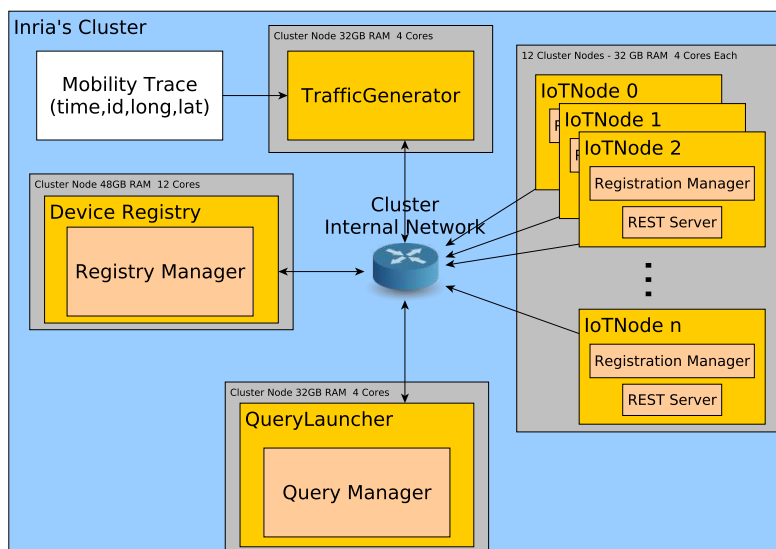 Inria's Cluster
Mobility Trace
(time,id,long,lat)
Cluster Node 32GB RAM  4 Cores
TrafficGenerator
12 Cluster Nodes - 32 GB RAM  4 Cores Each
IoTNode 0
IoTNode 1
IoTNode 2
Registration Manager
REST Server
Cluster Node 48GB RAM  12 Cores
Device Registry
Registry Manager
Cluster
Internal Network
IoTNode n
Registration Manager
REST Server
Cluster Node 32GB RAM  4 Cores
QueryLauncher
Query Manager